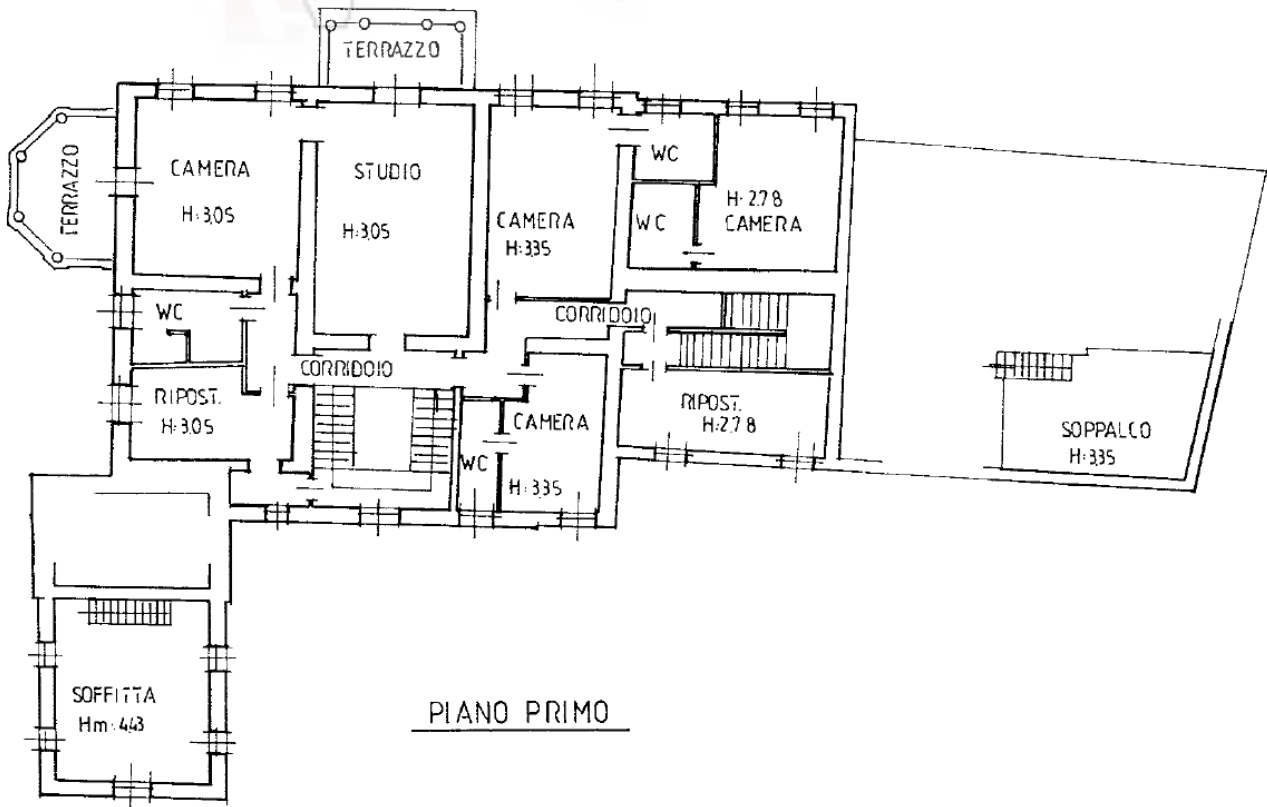 TERRAZZO
TERRAZZO
CAMERA
H:3,05
STUDIO
H:3,05
CAMERA
H:3,35
WC
WC
H:2,78
CAMERA
WC
CORRIDOIO
CORRIDOIO
RIPOST.
H:3,05
CAMERA
H:3,35
WC
RIPOST.
H:2,78
SOPPALCO
H:3,35
SOFFITTA
Hm:4,43
PIANO PRIMO